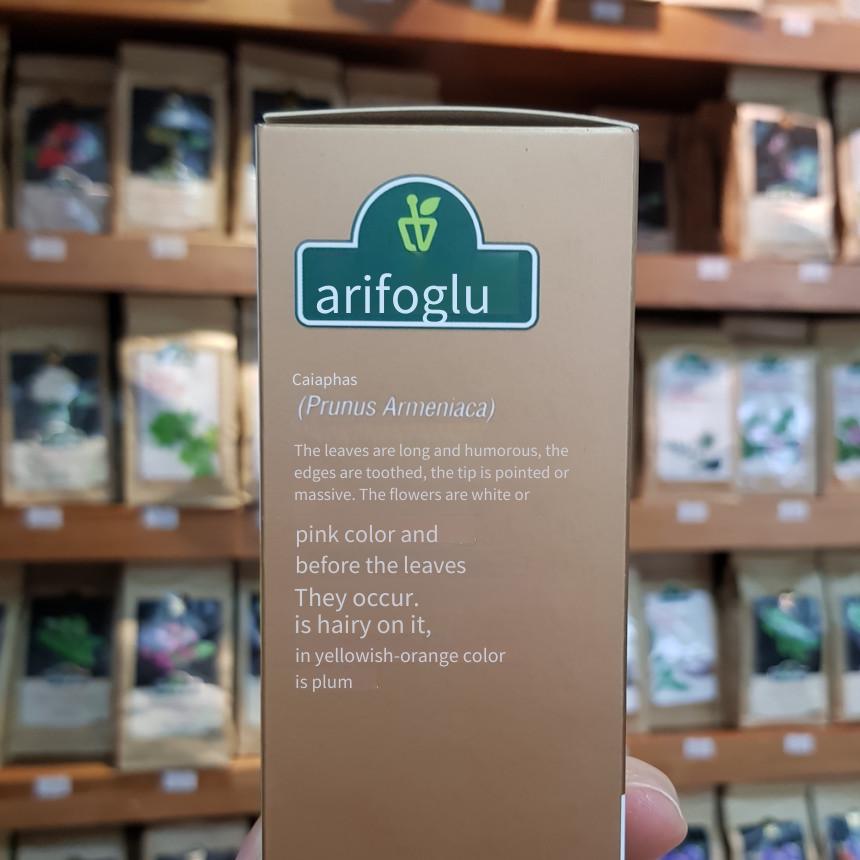 arifoglu
Caiaphas
(Prunus Armeniaca)
The leaves are long and humorous, the
edges are toothed, the tip is pointed or
massive. The flowers are white or
pink color and
before the leaves
They occur.
is hairy on it,
in yellowish-orange color
is plum